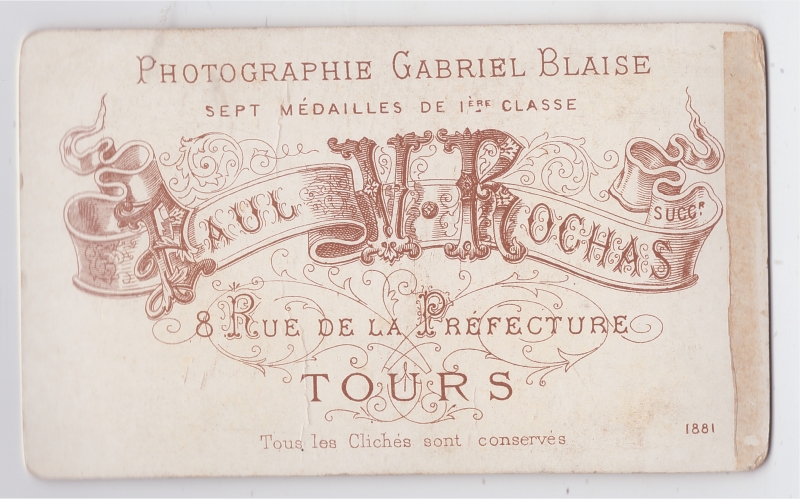 PHOTOGRAPHIE GABRIEL BLAISE
SEPT MÉDAILLES DE 1ÈRE CLASSE
RAUL M. ROCHAS SUCCR
8 RUE DE LA PRÉFECTURE
TOURS
Tous les Clichés sont conservés
1881